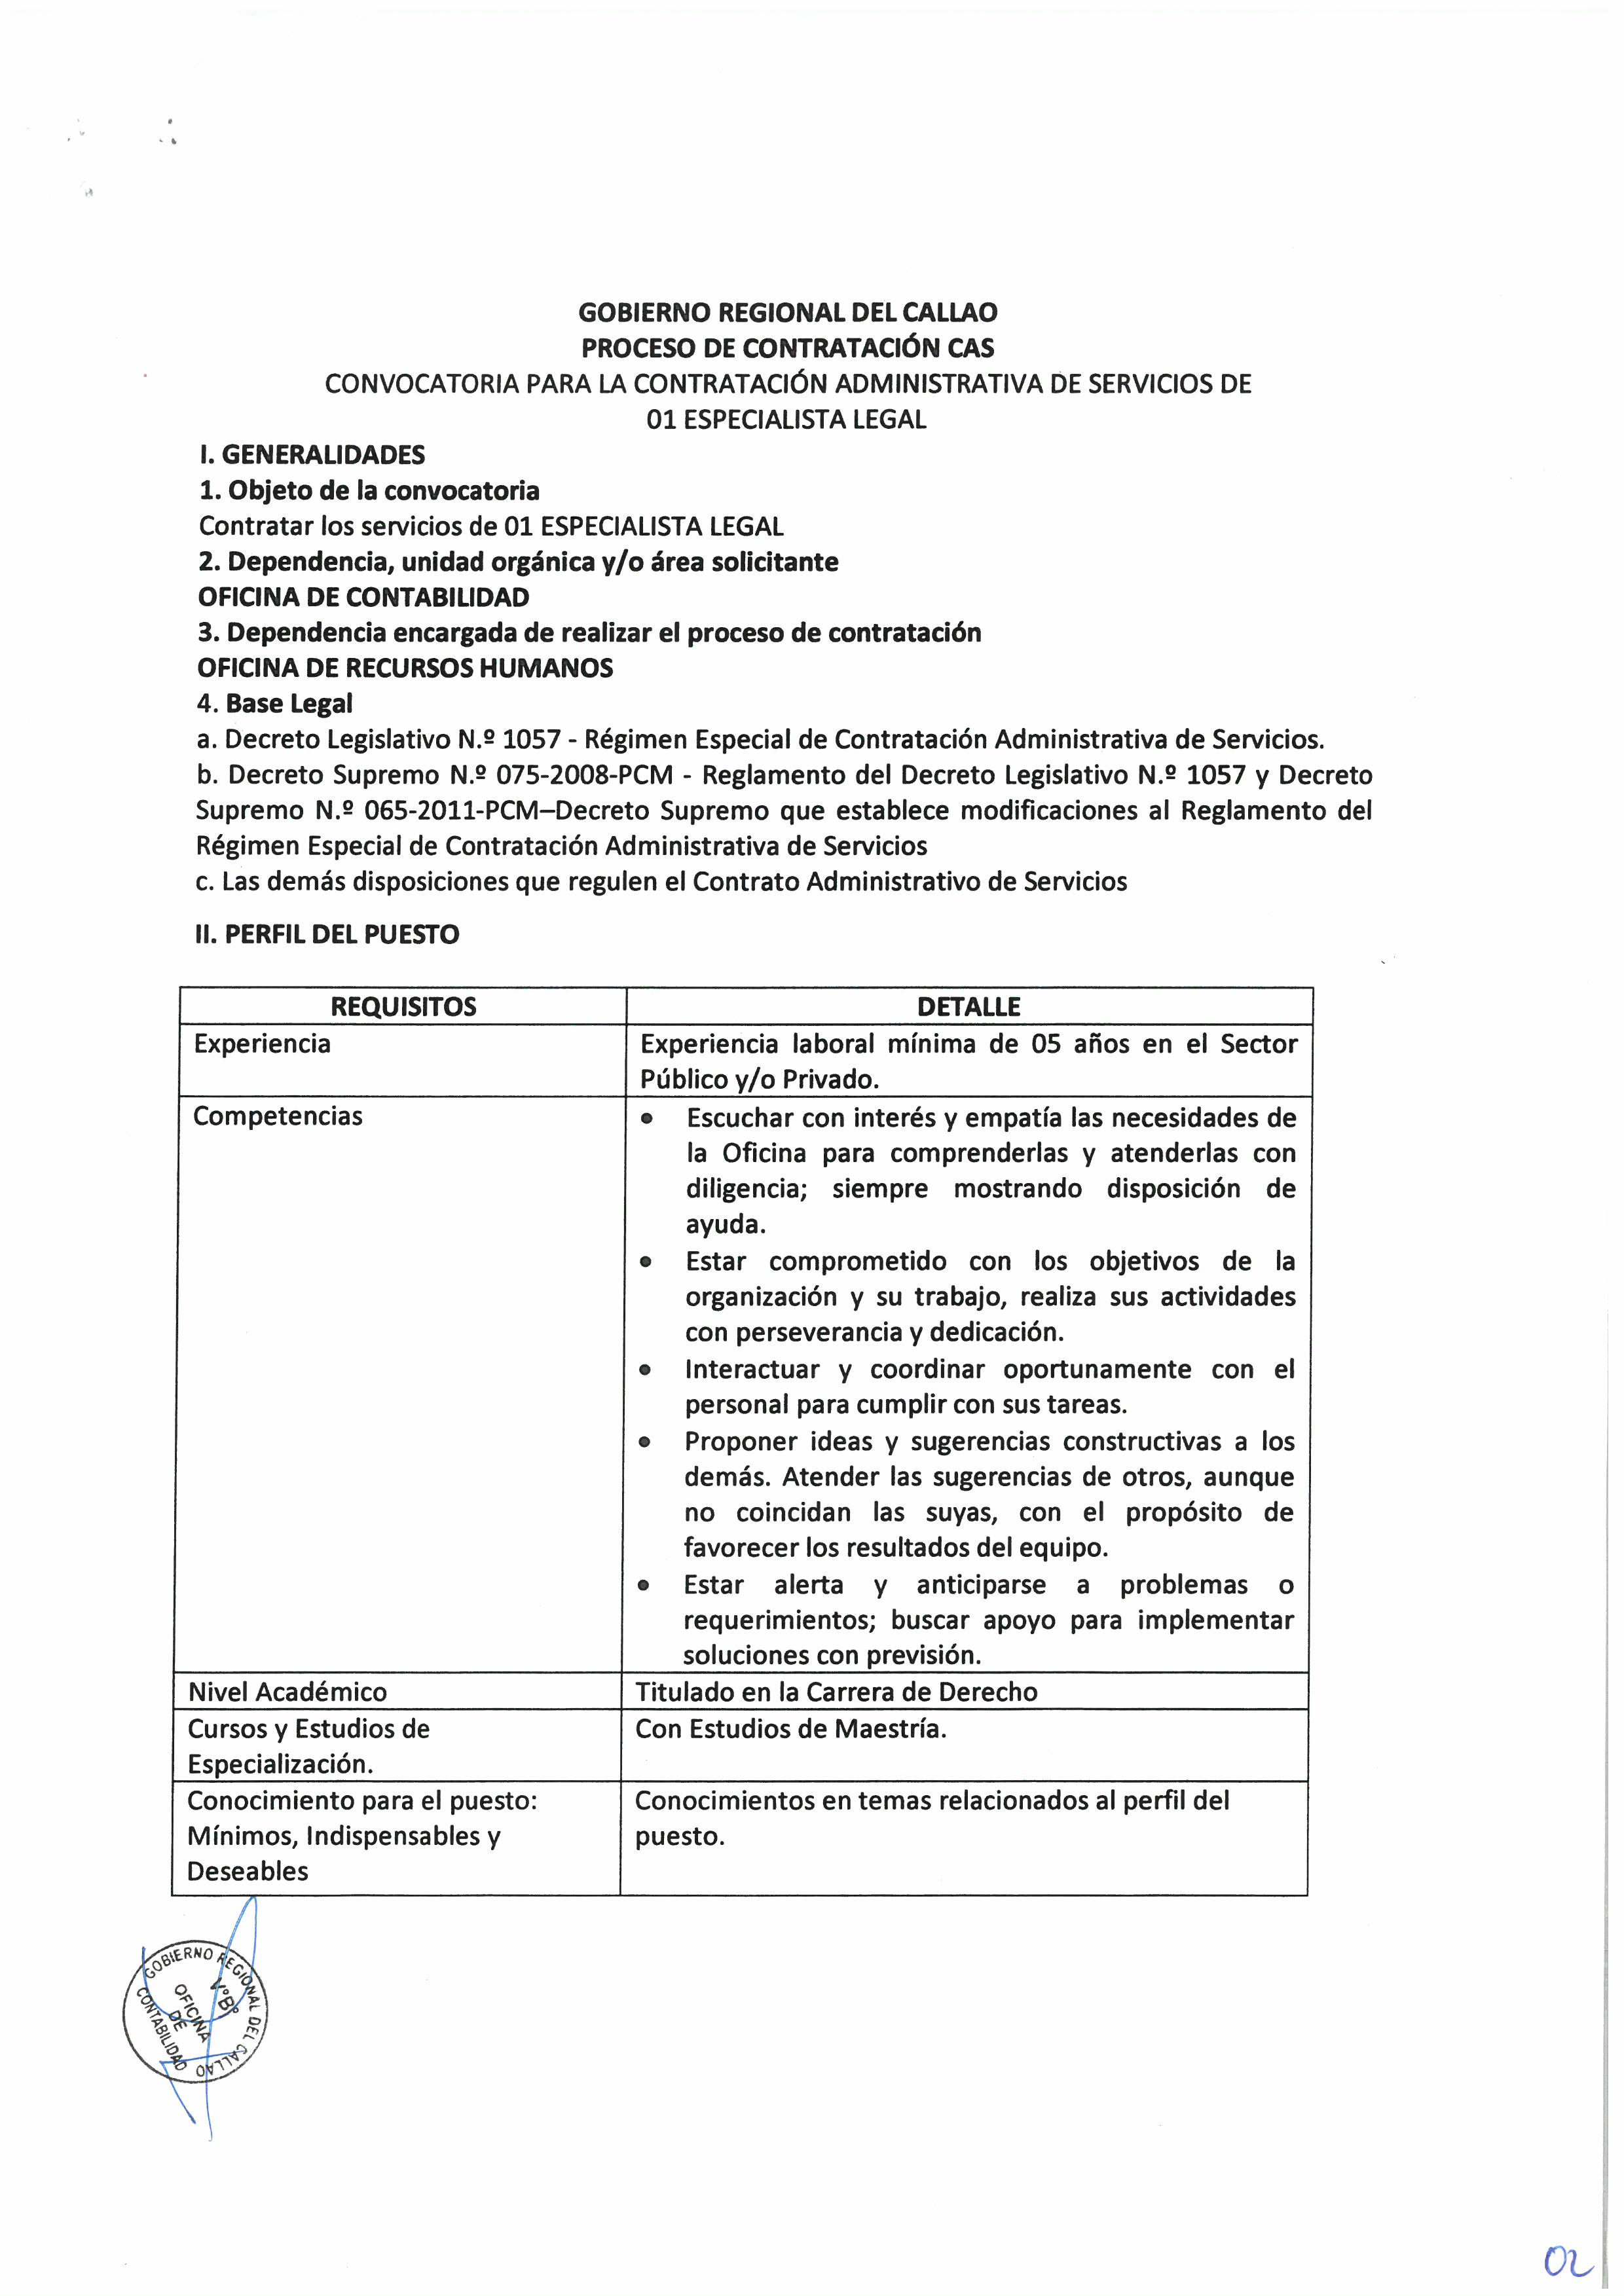 GOBIERNO REGIONAL DEL CALLAO
PROCESO DE CONTRATACIÓN CAS
CONVOCATORIA PARA LA CONTRATACIÓN ADMINISTRATIVA DE SERVICIOS DE
01 ESPECIALISTA LEGAL
I. GENERALIDADES
1. Objeto de la convocatoria
Contratar los servicios de 01 ESPECIALISTA LEGAL
2. Dependencia, unidad orgánica y/o área solicitante
OFICINA DE CONTABILIDAD
3. Dependencia encargada de realizar el proceso de contratación
OFICINA DE RECURSOS HUMANOS
4. Base Legal
a. Decreto Legislativo N.º 1057 - Régimen Especial de Contratación Administrativa de Servicios.
b. Decreto Supremo N.º 075-2008-PCM - Reglamento del Decreto Legislativo N.º 1057 y Decreto
Supremo N.º 065-2011-PCM–Decreto Supremo que establece modificaciones al Reglamento del
Régimen Especial de Contratación Administrativa de Servicios
c. Las demás disposiciones que regulen el Contrato Administrativo de Servicios
II. PERFIL DEL PUESTO
REQUISITOS
DETALLE
Experiencia
Experiencia laboral mínima de 05 años en el Sector
Público y/o Privado.
Competencias
• Escuchar con interés y empatía las necesidades de
la Oficina para comprenderlas y atenderlas con
diligencia; siempre mostrando disposición de
ayuda.
• Estar comprometido con los objetivos de la
organización y su trabajo, realiza sus actividades
con perseverancia y dedicación.
• Interactuar y coordinar oportunamente con el
personal para cumplir con sus tareas.
• Proponer ideas y sugerencias constructivas a los
demás. Atender las sugerencias de otros, aunque
no coincidan las suyas, con el propósito de
favorecer los resultados del equipo.
• Estar alerta y anticiparse a problemas o
requerimientos; buscar apoyo para implementar
soluciones con previsión.
Nivel Académico
Titulado en la Carrera de Derecho
Cursos y Estudios de
Especialización.
Con Estudios de Maestría.
Conocimiento para el puesto:
Mínimos, Indispensables y
Deseables
Conocimientos en temas relacionados al perfil del
puesto.
GOBIERNO REGIONAL DEL CALLAO
V°B°
OFICINA
DE
CONTABILIDAD
02